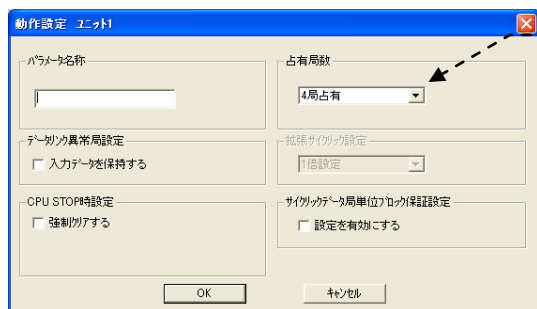 動作設定 ユニット1
パラメータ名称
占有局数
4局占有
データリンク異常局設定
入力データを保持する
拡張サイクリック設定
1倍設定
CPU STOP時設定
強制クリアする
サイクリックデータ局単位ブロック保証設定
設定を有効にする
OK
キャンセル